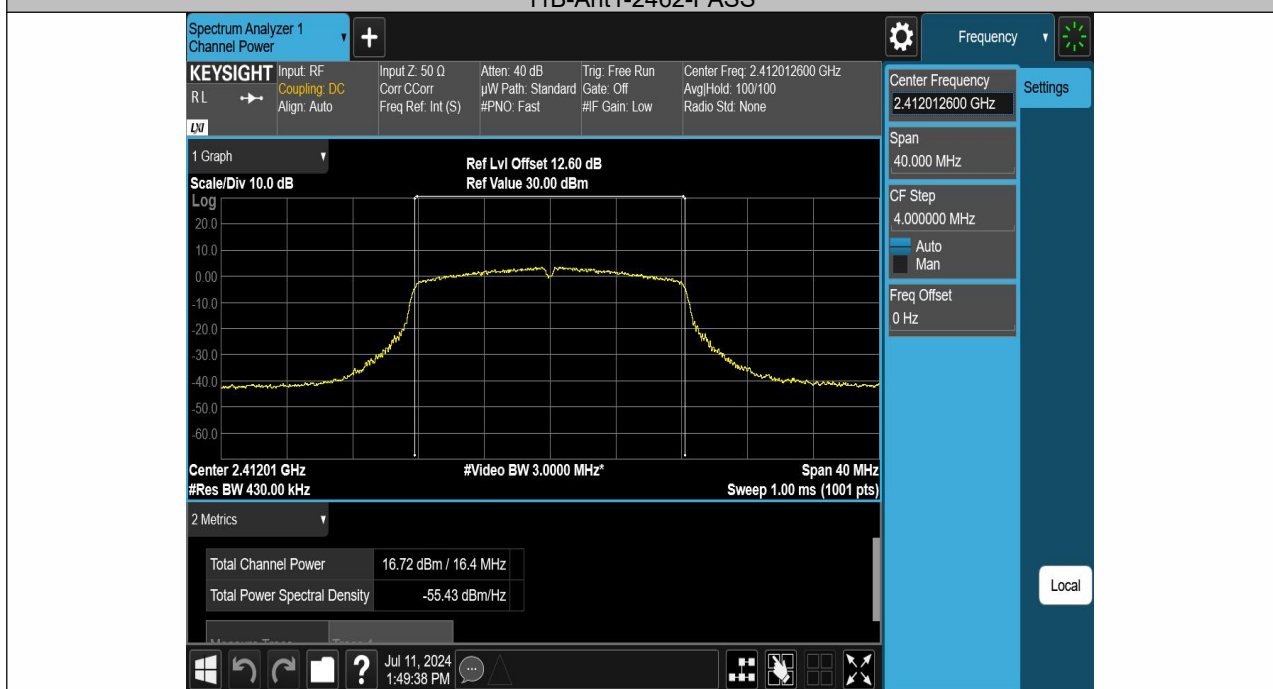 11B-Ant1-2462-PASS
Spectrum Analyzer 1
Channel Power
Frequency
KEYSIGHT
RL
LXI
Input: RF
Coupling: DC
Align: Auto
Input Z: 50 Ω
Corr CCorr
Freq Ref: Int (S)
Atten: 40 dB
µW Path: Standard
#PNO: Fast
Trig: Free Run
Gate: Off
#IF Gain: Low
Center Freq: 2.412012600 GHz
Avg|Hold: 100/100
Radio Std: None
Center Frequency
2.412012600 GHz
Settings
Span
40.000 MHz
CF Step
4.000000 MHz
Auto
Man
Freq Offset
0 Hz
1 Graph
Scale/Div 10.0 dB
Ref Lvl Offset 12.60 dB
Ref Value 30.00 dBm
Log
20.0
10.0
0.00
-10.0
-20.0
-30.0
-40.0
-50.0
-60.0
Center 2.41201 GHz
#Res BW 430.00 kHz
#Video BW 3.0000 MHz*
Span 40 MHz
Sweep 1.00 ms (1001 pts)
2 Metrics
Total Channel Power 16.72 dBm / 16.4 MHz
Total Power Spectral Density -55.43 dBm/Hz
Local
?
Jul 11, 2024
1:49:38 PM